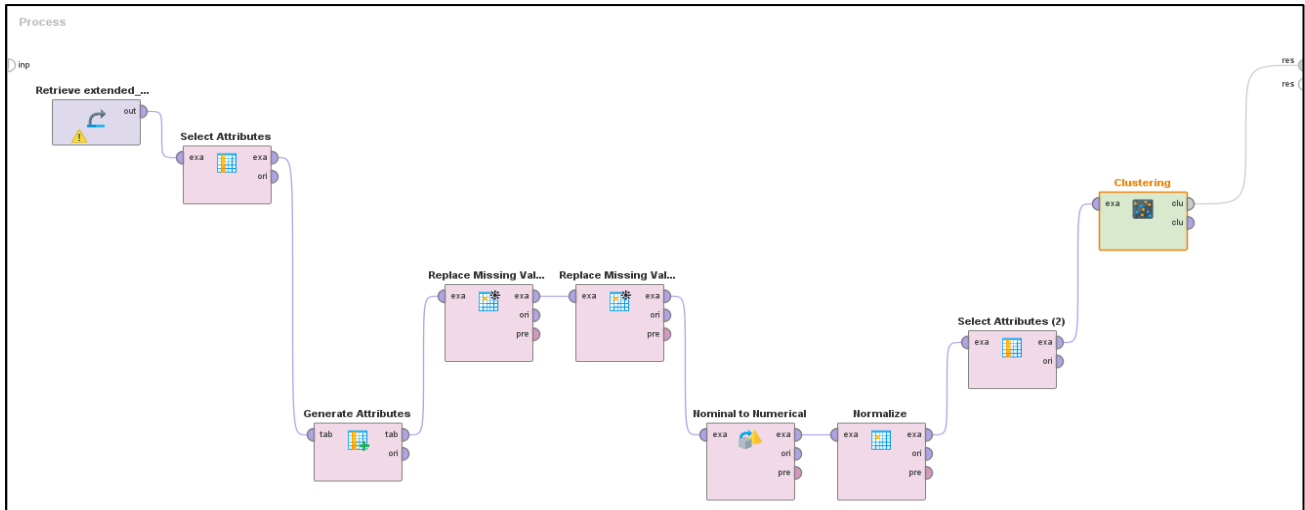 Process
inp
res
res
Retrieve extended_...
out
Select Attributes
exa exa
ori
Generate Attributes
tab tab
ori
Replace Missing Val...
exa exa
ori
pre
Replace Missing Val...
exa exa
ori
pre
Nominal to Numerical
exa exa
ori
pre
Normalize
exa exa
ori
pre
Select Attributes (2)
exa exa
ori
Clustering
exa clu
clu